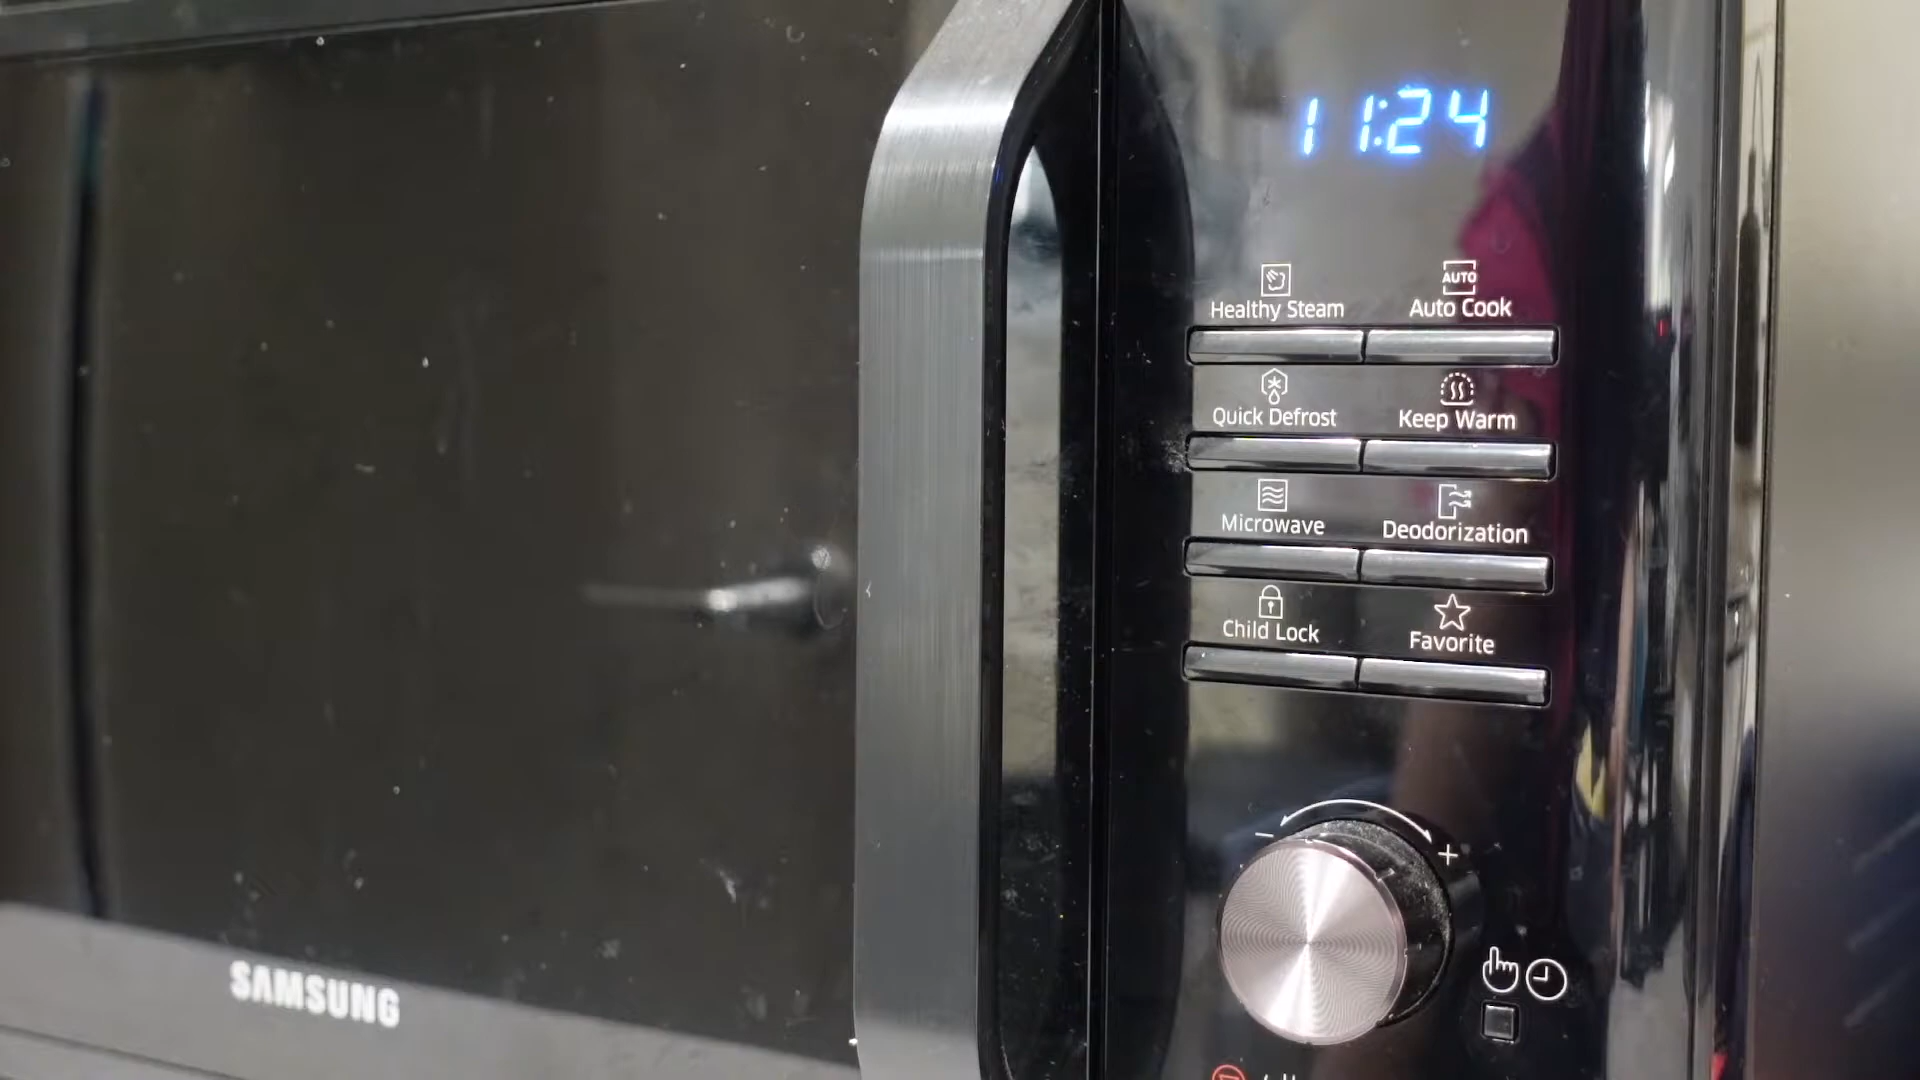 11:24
Healthy Steam
AUTO
Auto Cook
Quick Defrost
Keep Warm
Microwave
Deodorization
Child Lock
Favorite
- +
SAMSUNG